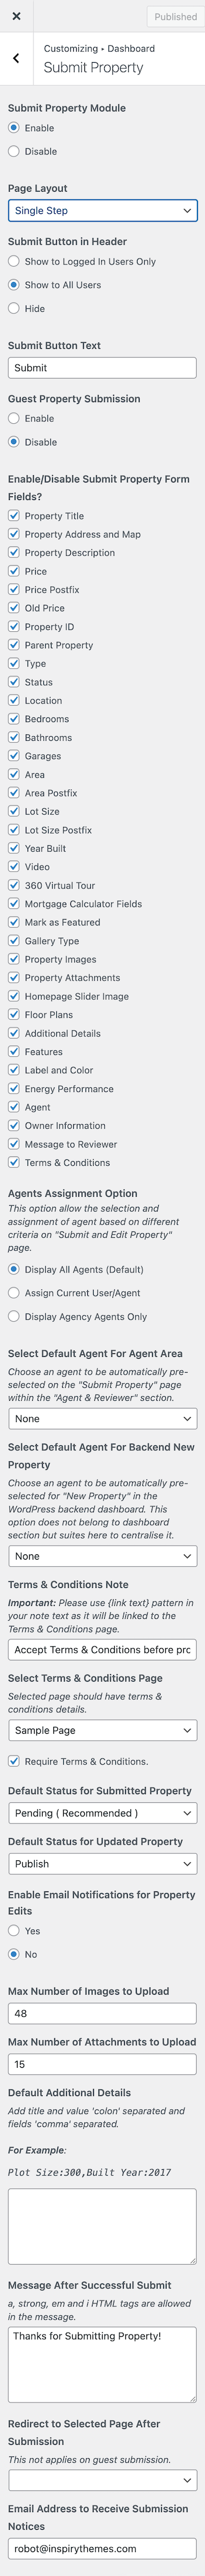 Published
Customizing ▸ Dashboard
Submit Property
Submit Property Module
Enable
Disable
Page Layout
Single Step
Submit Button in Header
Show to Logged In Users Only
Show to All Users
Hide
Submit Button Text
Submit
Guest Property Submission
Enable
Disable
Enable/Disable Submit Property Form
Fields?
Property Title
Property Address and Map
Property Description
Price
Price Postfix
Old Price
Property ID
Parent Property
Type
Status
Location
Bedrooms
Bathrooms
Garages
Area
Area Postfix
Lot Size
Lot Size Postfix
Year Built
Video
360 Virtual Tour
Mortgage Calculator Fields
Mark as Featured
Gallery Type
Property Images
Property Attachments
Homepage Slider Image
Floor Plans
Additional Details
Features
Label and Color
Energy Performance
Agent
Owner Information
Message to Reviewer
Terms & Conditions
Agents Assignment Option
This option allow the selection and
assignment of agent based on different
criteria on "Submit and Edit Property"
page.
Display All Agents (Default)
Assign Current User/Agent
Display Agency Agents Only
Select Default Agent For Agent Area
Choose an agent to be automatically pre-
selected on the "Submit Property" page
within the "Agent & Reviewer" section.
None
Select Default Agent For Backend New
Property
Choose an agent to be automatically pre-
selected for "New Property" in the
WordPress backend dashboard. This
option does not belong to dashboard
section but suites here to centralise it.
None
Terms & Conditions Note
Important: Please use {link text} pattern in
your note text as it will be linked to the
Terms & Conditions page.
Accept Terms & Conditions before prc
Select Terms & Conditions Page
Selected page should have terms &
conditions details.
Sample Page
Require Terms & Conditions.
Default Status for Submitted Property
Pending ( Recommended )
Default Status for Updated Property
Publish
Enable Email Notifications for Property
Edits
Yes
No
Max Number of Images to Upload
48
Max Number of Attachments to Upload
15
Default Additional Details
Add title and value 'colon' separated and
fields 'comma' separated.
For Example:
Plot Size:300,Built Year:2017
Message After Successful Submit
a, strong, em and i HTML tags are allowed
in the message.
Thanks for Submitting Property!
Redirect to Selected Page After
Submission
This not applies on guest submission.
Email Address to Receive Submission
Notices
robot@inspirythemes.com